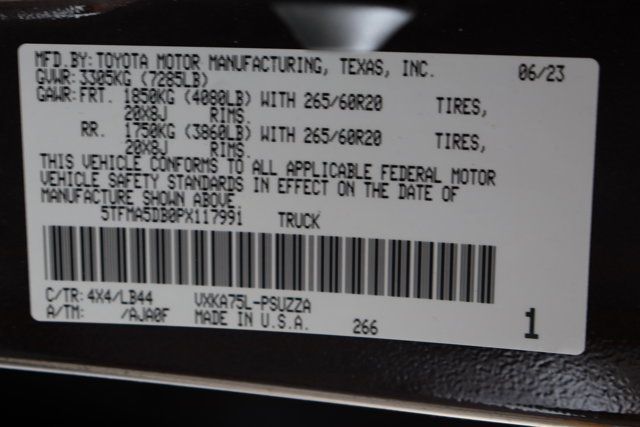 MFD.BY: TOYOTA MOTOR MANUFACTURING, TEXAS, INC. 06/23
GVWR: 3305KG (7285LB)
GAWR: FRT. 1850KG (4080LB) WITH 265/60R20 TIRES,
20X8J RIMS.
RR. 1750KG (3860LB) WITH 265/60R20 TIRES,
20X8J RIMS.
THIS VEHICLE CONFORMS TO ALL APPLICABLE FEDERAL MOTOR
VEHICLE SAFETY STANDARDS IN EFFECT ON THE DATE OF
MANUFACTURE SHOWN ABOVE.
5TFMA5DB0PX117991 TRUCK
C/TR: 4X4/LB44 VXKA75L-PSUZZA
A/TM: /AJA0F MADE IN U.S.A. 266 1